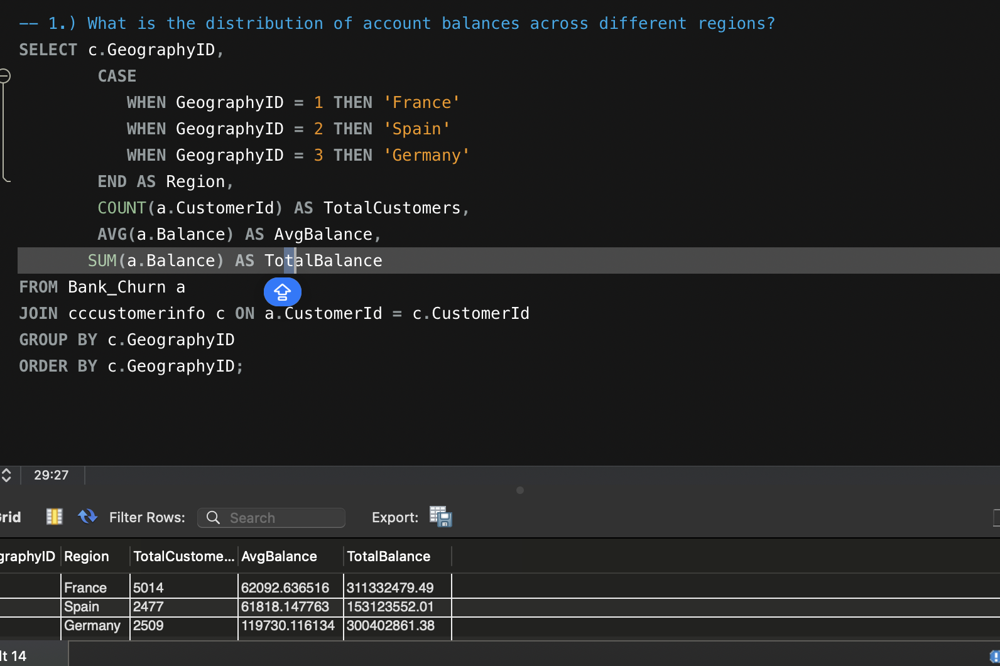 -- 1.) What is the distribution of account balances across different regions?
SELECT c.GeographyID,
CASE
WHEN GeographyID = 1 THEN 'France'
WHEN GeographyID = 2 THEN 'Spain'
WHEN GeographyID = 3 THEN 'Germany'
END AS Region,
COUNT(a.CustomerId) AS TotalCustomers,
AVG(a.Balance) AS AvgBalance,
SUM(a.Balance) AS TotalBalance
FROM Bank_Churn a
JOIN cccustomerinfo c ON a.CustomerId = c.CustomerId
GROUP BY c.GeographyID
ORDER BY c.GeographyID;
29:27
rid Filter Rows: Search Export:
graphyID Region TotalCustome... AvgBalance TotalBalance
France 5014 62092.636516 311332479.49
Spain 2477 61818.147763 153123552.01
Germany 2509 119730.116134 300402861.38
lt 14